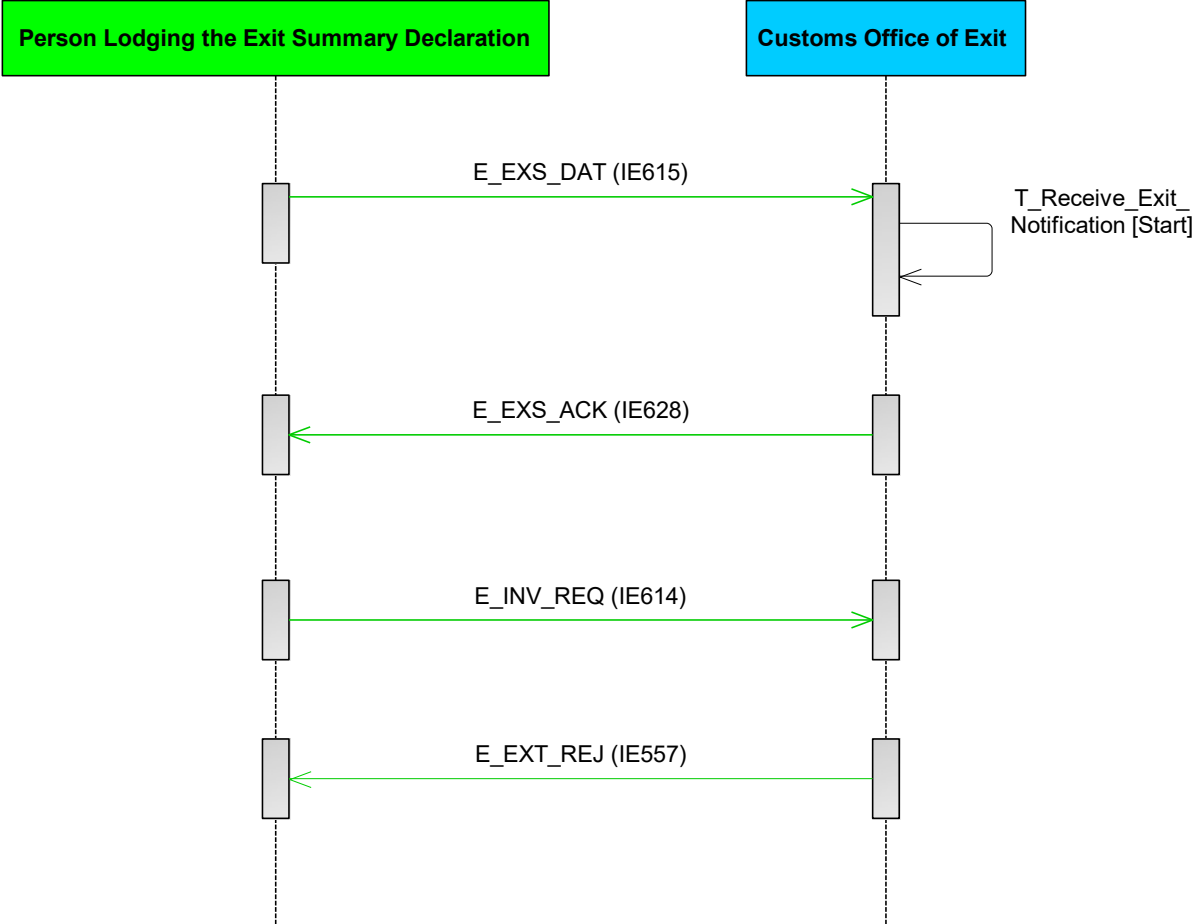 Person Lodging the Exit Summary Declaration
Customs Office of Exit
E_EXS_DAT (IE615)
T_Receive_Exit_
Notification [Start]
E_EXS_ACK (IE628)
E_INV_REQ (IE614)
E_EXT_REJ (IE557)